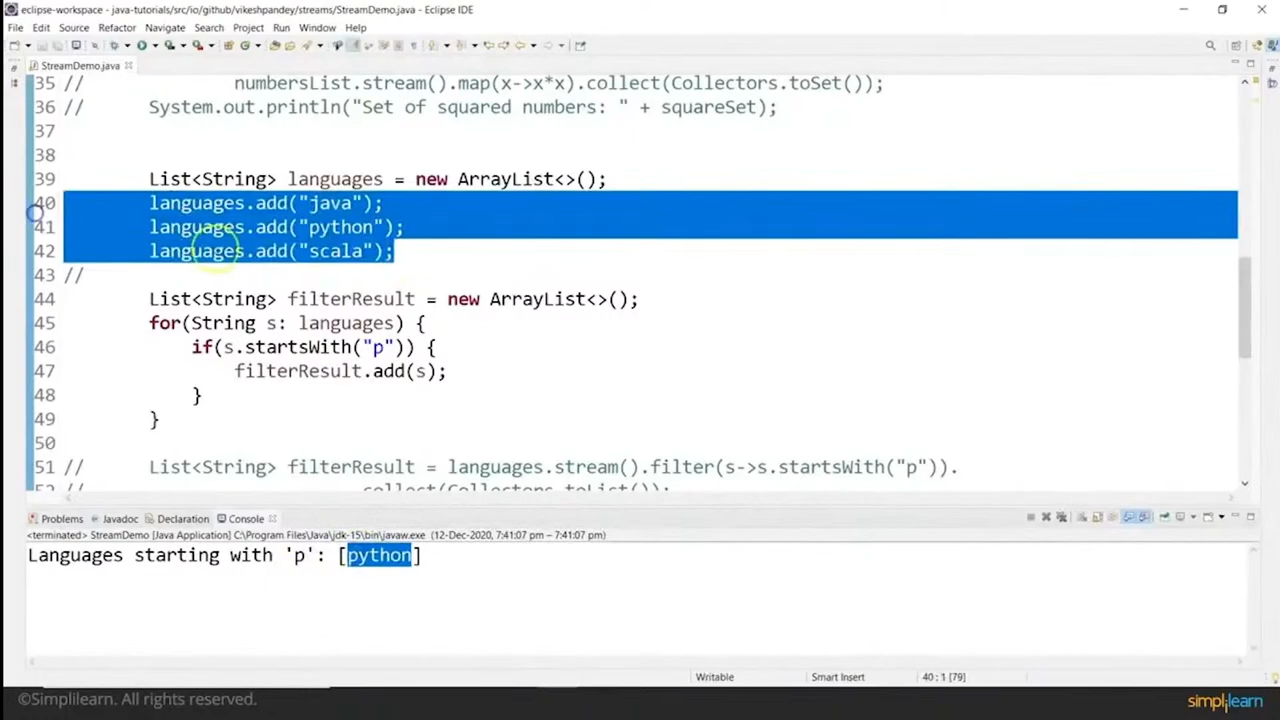 eclipse-workspace - java-tutorials/src/io/github/vikeshpandey/streams/StreamDemo.java - Eclipse IDE
File Edit Source Refactor Navigate Search Project Run Window Help
StreamDemo.java
35 // numbersList.stream().map(x->x*x).collect(Collectors.toSet());
36 // System.out.println("Set of squared numbers: " + squareSet);
37
38
39 List<String> languages = new ArrayList<>();
40 languages.add("java");
41 languages.add("python");
42 languages.add("scala");
43 //
44 List<String> filterResult = new ArrayList<>();
45 for(String s: languages) {
46 if(s.startsWith("p")) {
47 filterResult.add(s);
48 }
49 }
50
51 // List<String> filterResult = languages.stream().filter(s->s.startsWith("p")).
52 // collect(Collectors.toList());
Problems Javadoc Declaration Console
<terminated> StreamDemo [Java Application] C:\Program Files\Java\jdk-15\bin\javaw.exe (12-Dec-2020, 7:41:07 pm – 7:41:07 pm)
Languages starting with 'p': [python]
Writable Smart Insert 40 : 1 [79]
©Simplilearn. All rights reserved. simplilearn